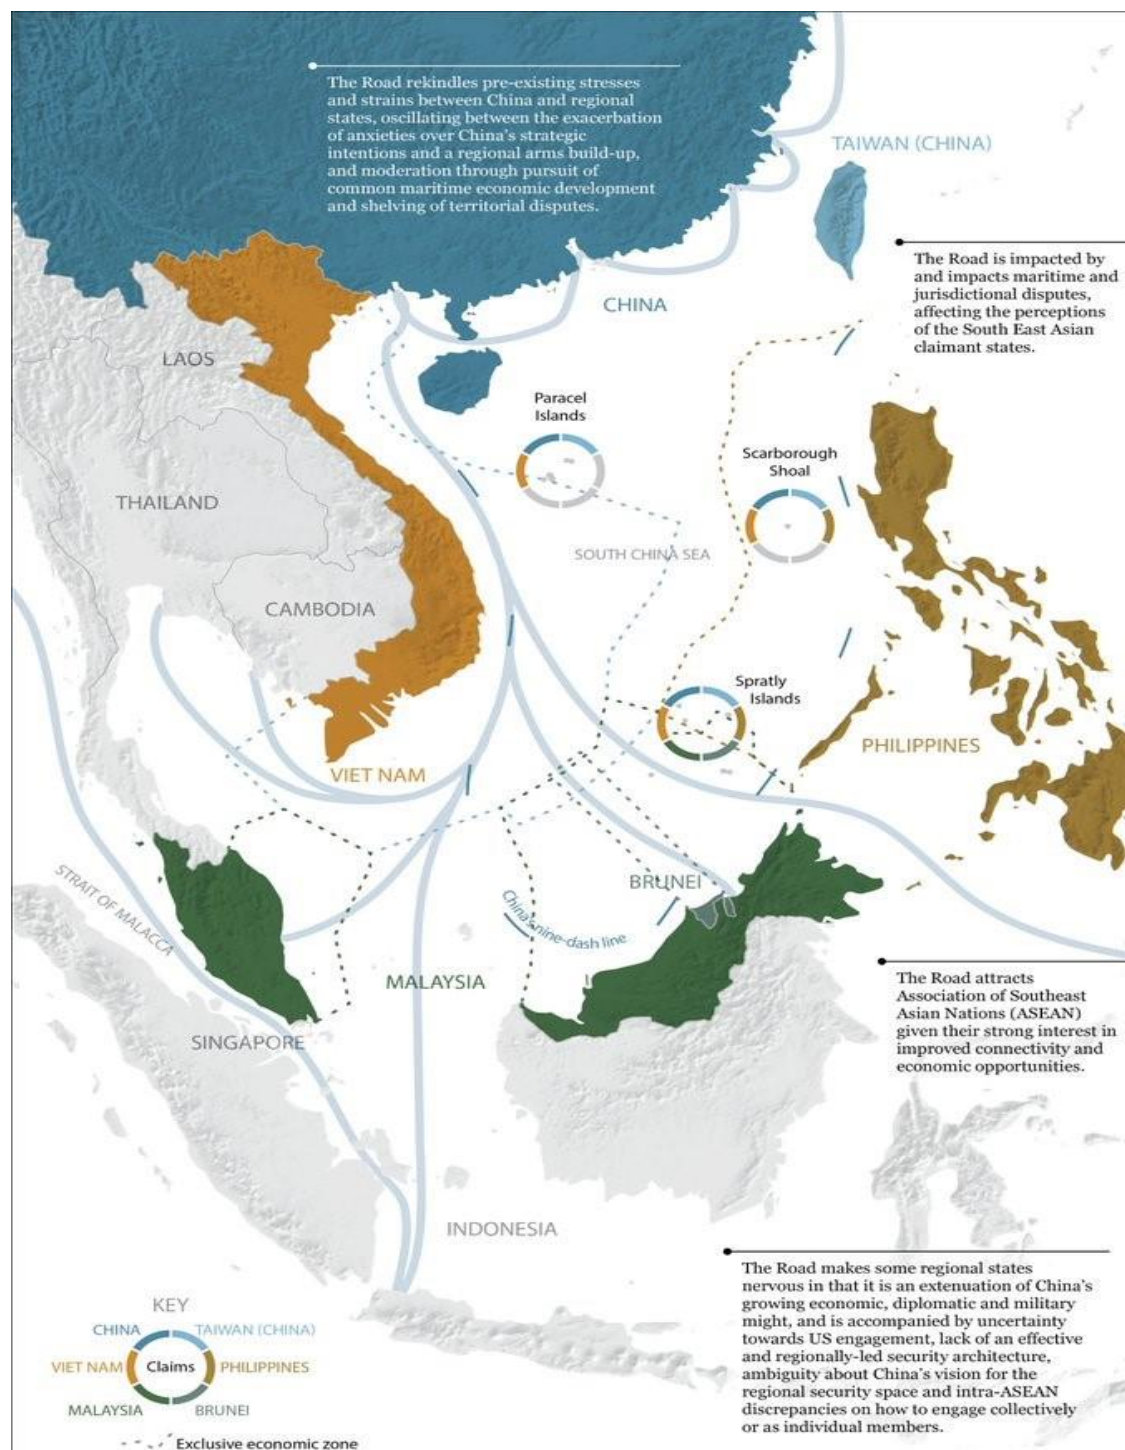 The Road rekindles pre-existing stresses
and strains between China and regional
states, oscillating between the exacerbation
of anxieties over China's strategic
intentions and a regional arms build-up,
and moderation through pursuit of
common maritime economic development
and shelving of territorial disputes.
TAIWAN (CHINA)
The Road is impacted by
and impacts maritime and
jurisdictional disputes,
affecting the perceptions
of the South East Asian
claimant states.
CHINA
LAOS
Paracel
Islands
Scarborough
Shoal
THAILAND
SOUTH CHINA SEA
CAMBODIA
Spratly
Islands
PHILIPPINES
VIET NAM
STRAIT OF MALACCA
BRUNEI
China's nine-dash line
MALAYSIA
SINGAPORE
The Road attracts
Association of Southeast
Asian Nations (ASEAN)
given their strong interest in
improved connectivity and
economic opportunities.
INDONESIA
The Road makes some regional states
nervous in that it is an extenuation of China's
growing economic, diplomatic and military
might, and is accompanied by uncertainty
towards US engagement, lack of an effective
and regionally-led security architecture,
ambiguity about China's vision for the
regional security space and intra-ASEAN
discrepancies on how to engage collectively
or as individual members.
KEY
CHINA
TAIWAN (CHINA)
VIET NAM
Claims
PHILIPPINES
MALAYSIA
BRUNEI
Exclusive economic zone